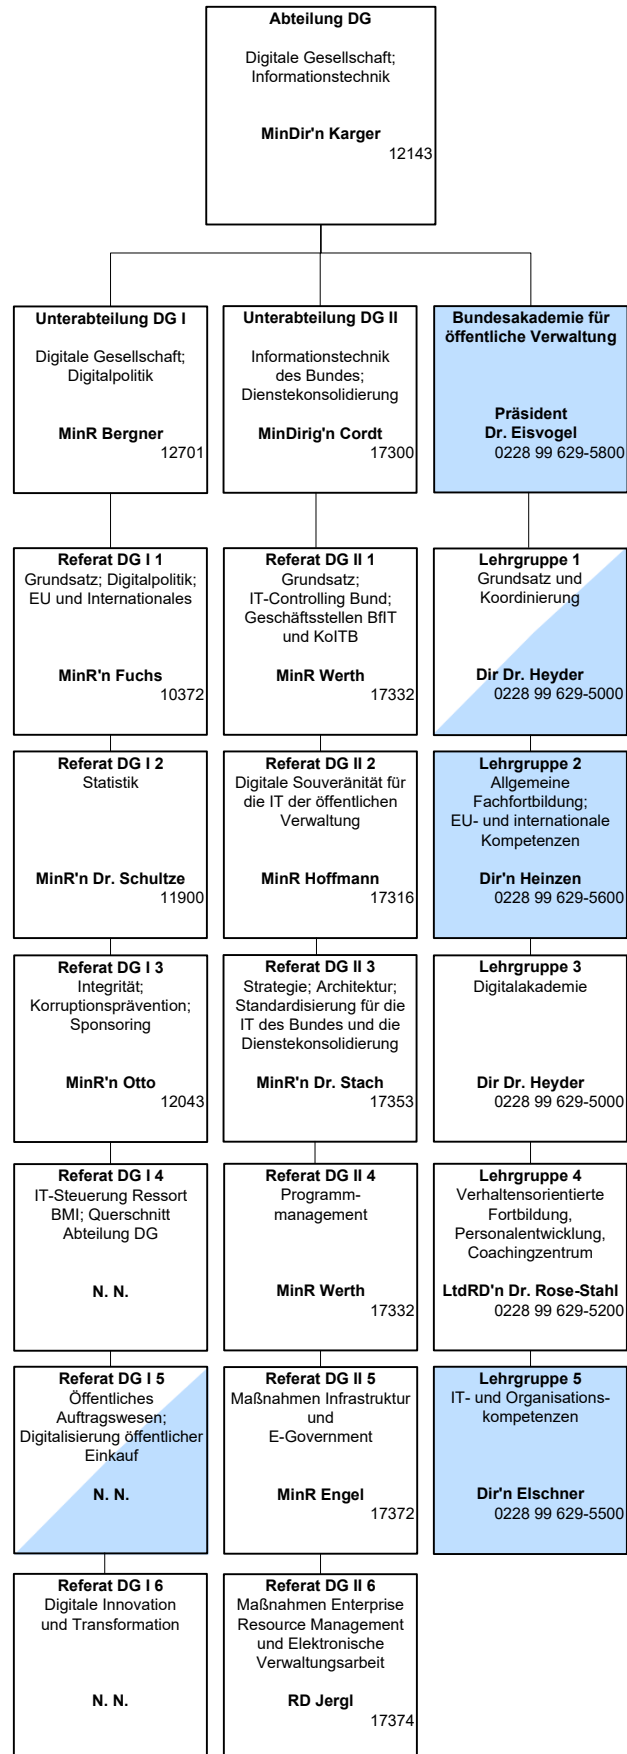 Abteilung DG
Digitale Gesellschaft;
Informationstechnik
MinDir'n Karger
12143
Unterabteilung DG I
Digitale Gesellschaft;
Digitalpolitik
MinR Bergner
12701
Unterabteilung DG II
Informationstechnik
des Bundes;
Dienstekonsolidierung
MinDirig'n Cordt
17300
Bundesakademie für
öffentliche Verwaltung
Präsident
Dr. Eisvogel
0228 99 629-5800
Referat DG I 1
Grundsatz; Digitalpolitik;
EU und Internationales
MinR'n Fuchs
10372
Referat DG II 1
Grundsatz;
IT-Controlling Bund;
Geschäftsstellen BfIT
und KoITB
MinR Werth
17332
Lehrgruppe 1
Grundsatz und
Koordinierung
Dir Dr. Heyder
0228 99 629-5000
Referat DG I 2
Statistik
MinR'n Dr. Schultze
11900
Referat DG II 2
Digitale Souveränität für
die IT der öffentlichen
Verwaltung
MinR Hoffmann
17316
Lehrgruppe 2
Allgemeine
Fachfortbildung;
EU- und internationale
Kompetenzen
Dir'n Heinzen
0228 99 629-5600
Referat DG I 3
Integrität;
Korruptionsprävention;
Sponsoring
MinR'n Otto
12043
Referat DG II 3
Strategie; Architektur;
Standardisierung für die
IT des Bundes und die
Dienstekonsolidierung
MinR'n Dr. Stach
17353
Lehrgruppe 3
Digitalakademie
Dir Dr. Heyder
0228 99 629-5000
Referat DG I 4
IT-Steuerung Ressort
BMI; Querschnitt
Abteilung DG
N. N.
Referat DG II 4
Programm-
management
MinR Werth
17332
Lehrgruppe 4
Verhaltensorientierte
Fortbildung,
Personalentwicklung,
Coachingzentrum
LtdRD'n Dr. Rose-Stahl
0228 99 629-5200
Referat DG I 5
Öffentliches
Auftragswesen;
Digitalisierung öffentlicher
Einkauf
N. N.
Referat DG II 5
Maßnahmen Infrastruktur
und
E-Government
MinR Engel
17372
Lehrgruppe 5
IT- und Organisations-
kompetenzen
Dir'n Elschner
0228 99 629-5500
Referat DG I 6
Digitale Innovation
und Transformation
N. N.
Referat DG II 6
Maßnahmen Enterprise
Resource Management
und Elektronische
Verwaltungsarbeit
RD Jergl
17374